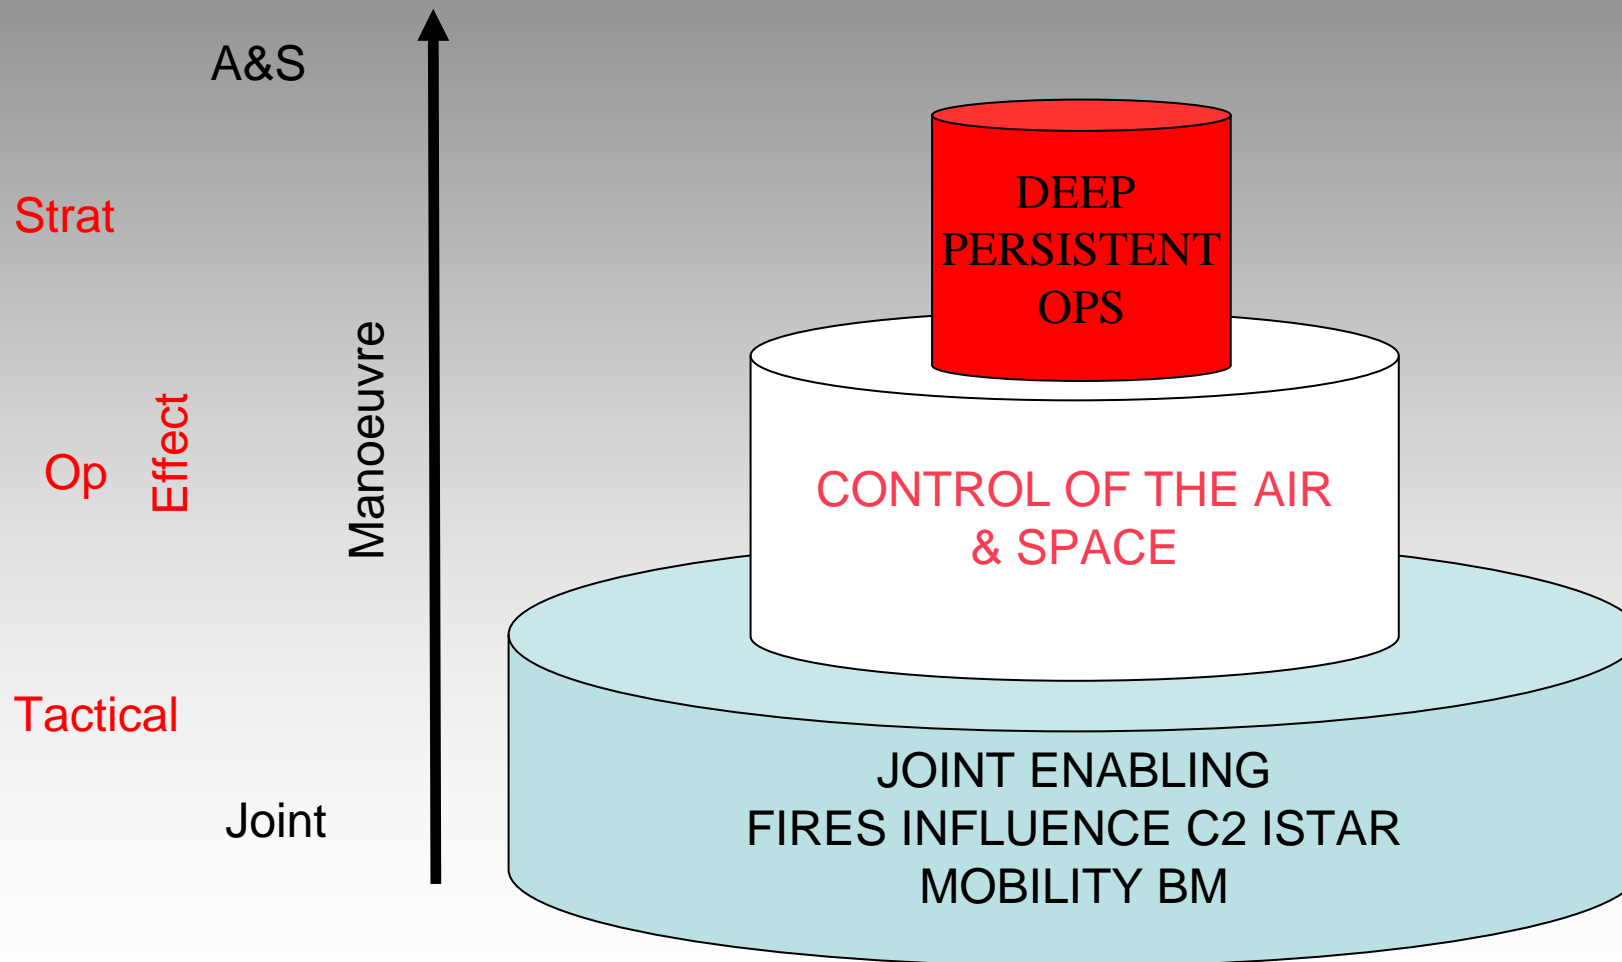 A&S
Strat
Manoeuvre
Effect
Op
Tactical
Joint
DEEP
PERSISTENT
OPS
CONTROL OF THE AIR
& SPACE
JOINT ENABLING
FIRES INFLUENCE C2 ISTAR
MOBILITY BM